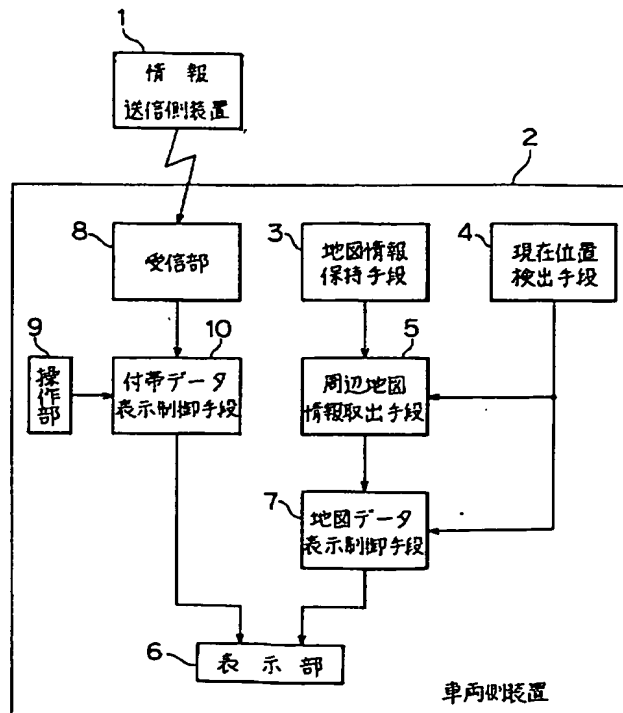 1
情報
送信側装置
2
8
受信部
3
地図情報
保持手段
4
現在位置
検出手段
9
操作部
10
付帯データ
表示制御手段
5
周辺地図
情報取出手段
7
地図データ
表示制御手段
6
表示部
車両側装置